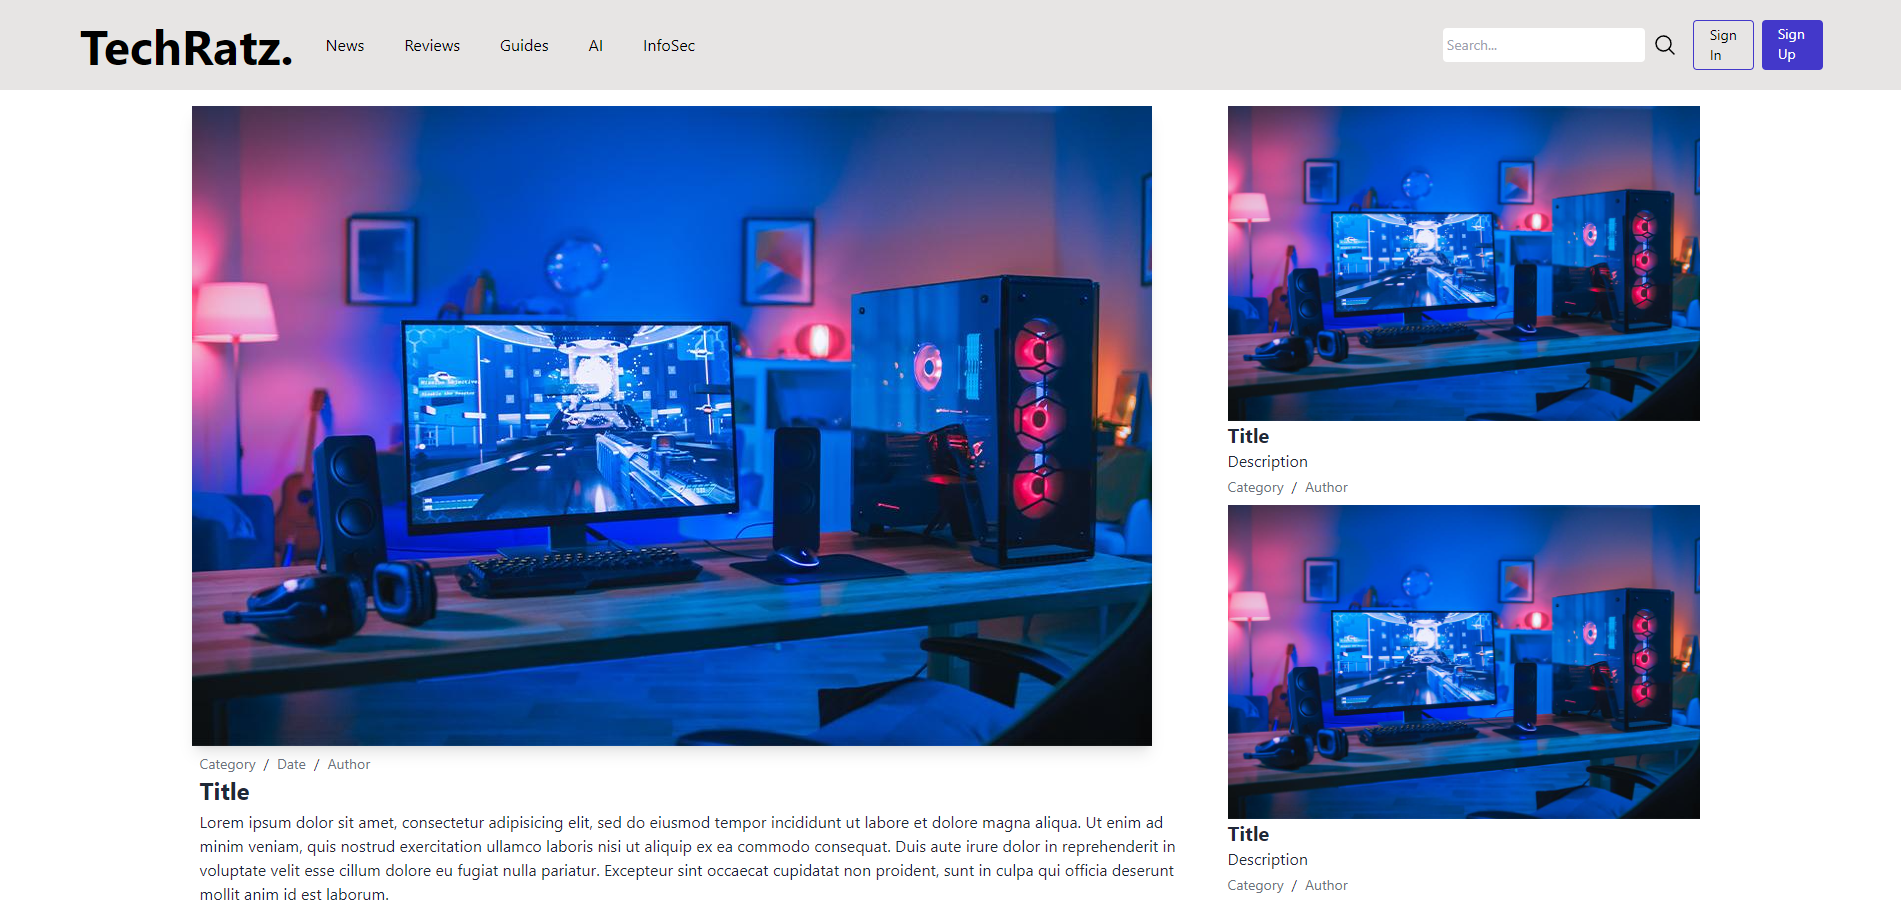 TechRatz.
News
Reviews
Guides
AI
InfoSec
Search...
Sign
In
Sign
Up
Category / Date / Author
Title
Lorem ipsum dolor sit amet, consectetur adipisicing elit, sed do eiusmod tempor incididunt ut labore et dolore magna aliqua. Ut enim ad
minim veniam, quis nostrud exercitation ullamco laboris nisi ut aliquip ex ea commodo consequat. Duis aute irure dolor in reprehenderit in
voluptate velit esse cillum dolore eu fugiat nulla pariatur. Excepteur sint occaecat cupidatat non proident, sunt in culpa qui officia deserunt
mollit anim id est laborum.
Title
Description
Category / Author
Title
Description
Category / Author